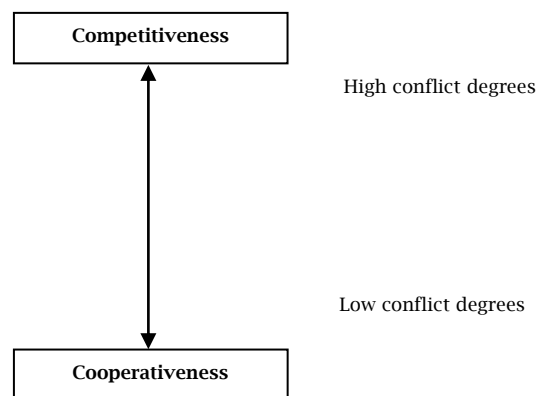 Competitiveness
High conflict degrees
Low conflict degrees
Cooperativeness